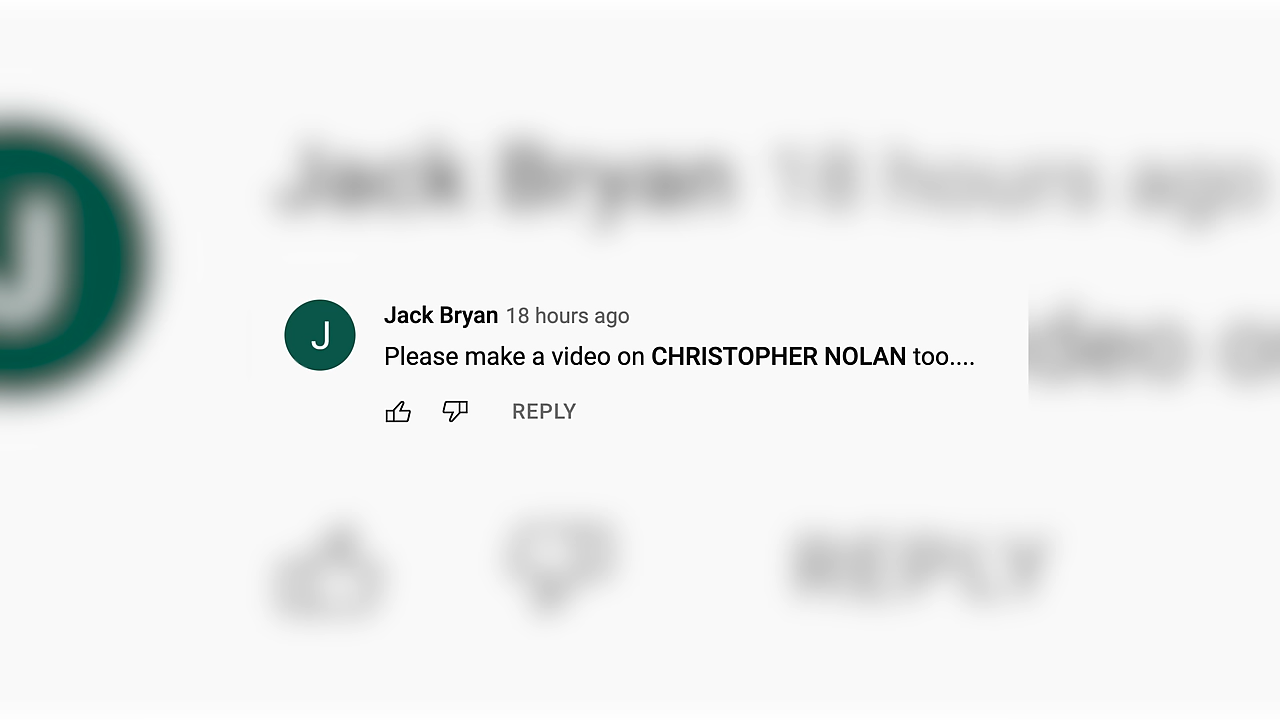 Jack Bryan 18 hours ago
J
Please make a video on CHRISTOPHER NOLAN too....
REPLY